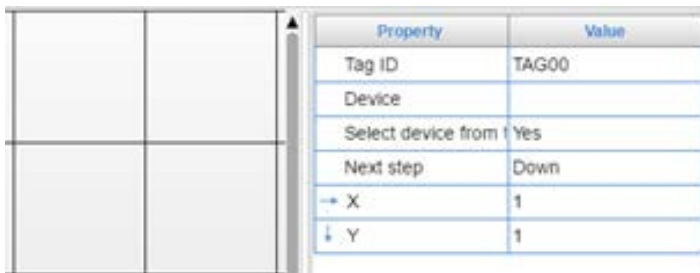 Property Value
Tag ID TAG00
Device
Select device from Yes
Next step Down
X 1
Y 1